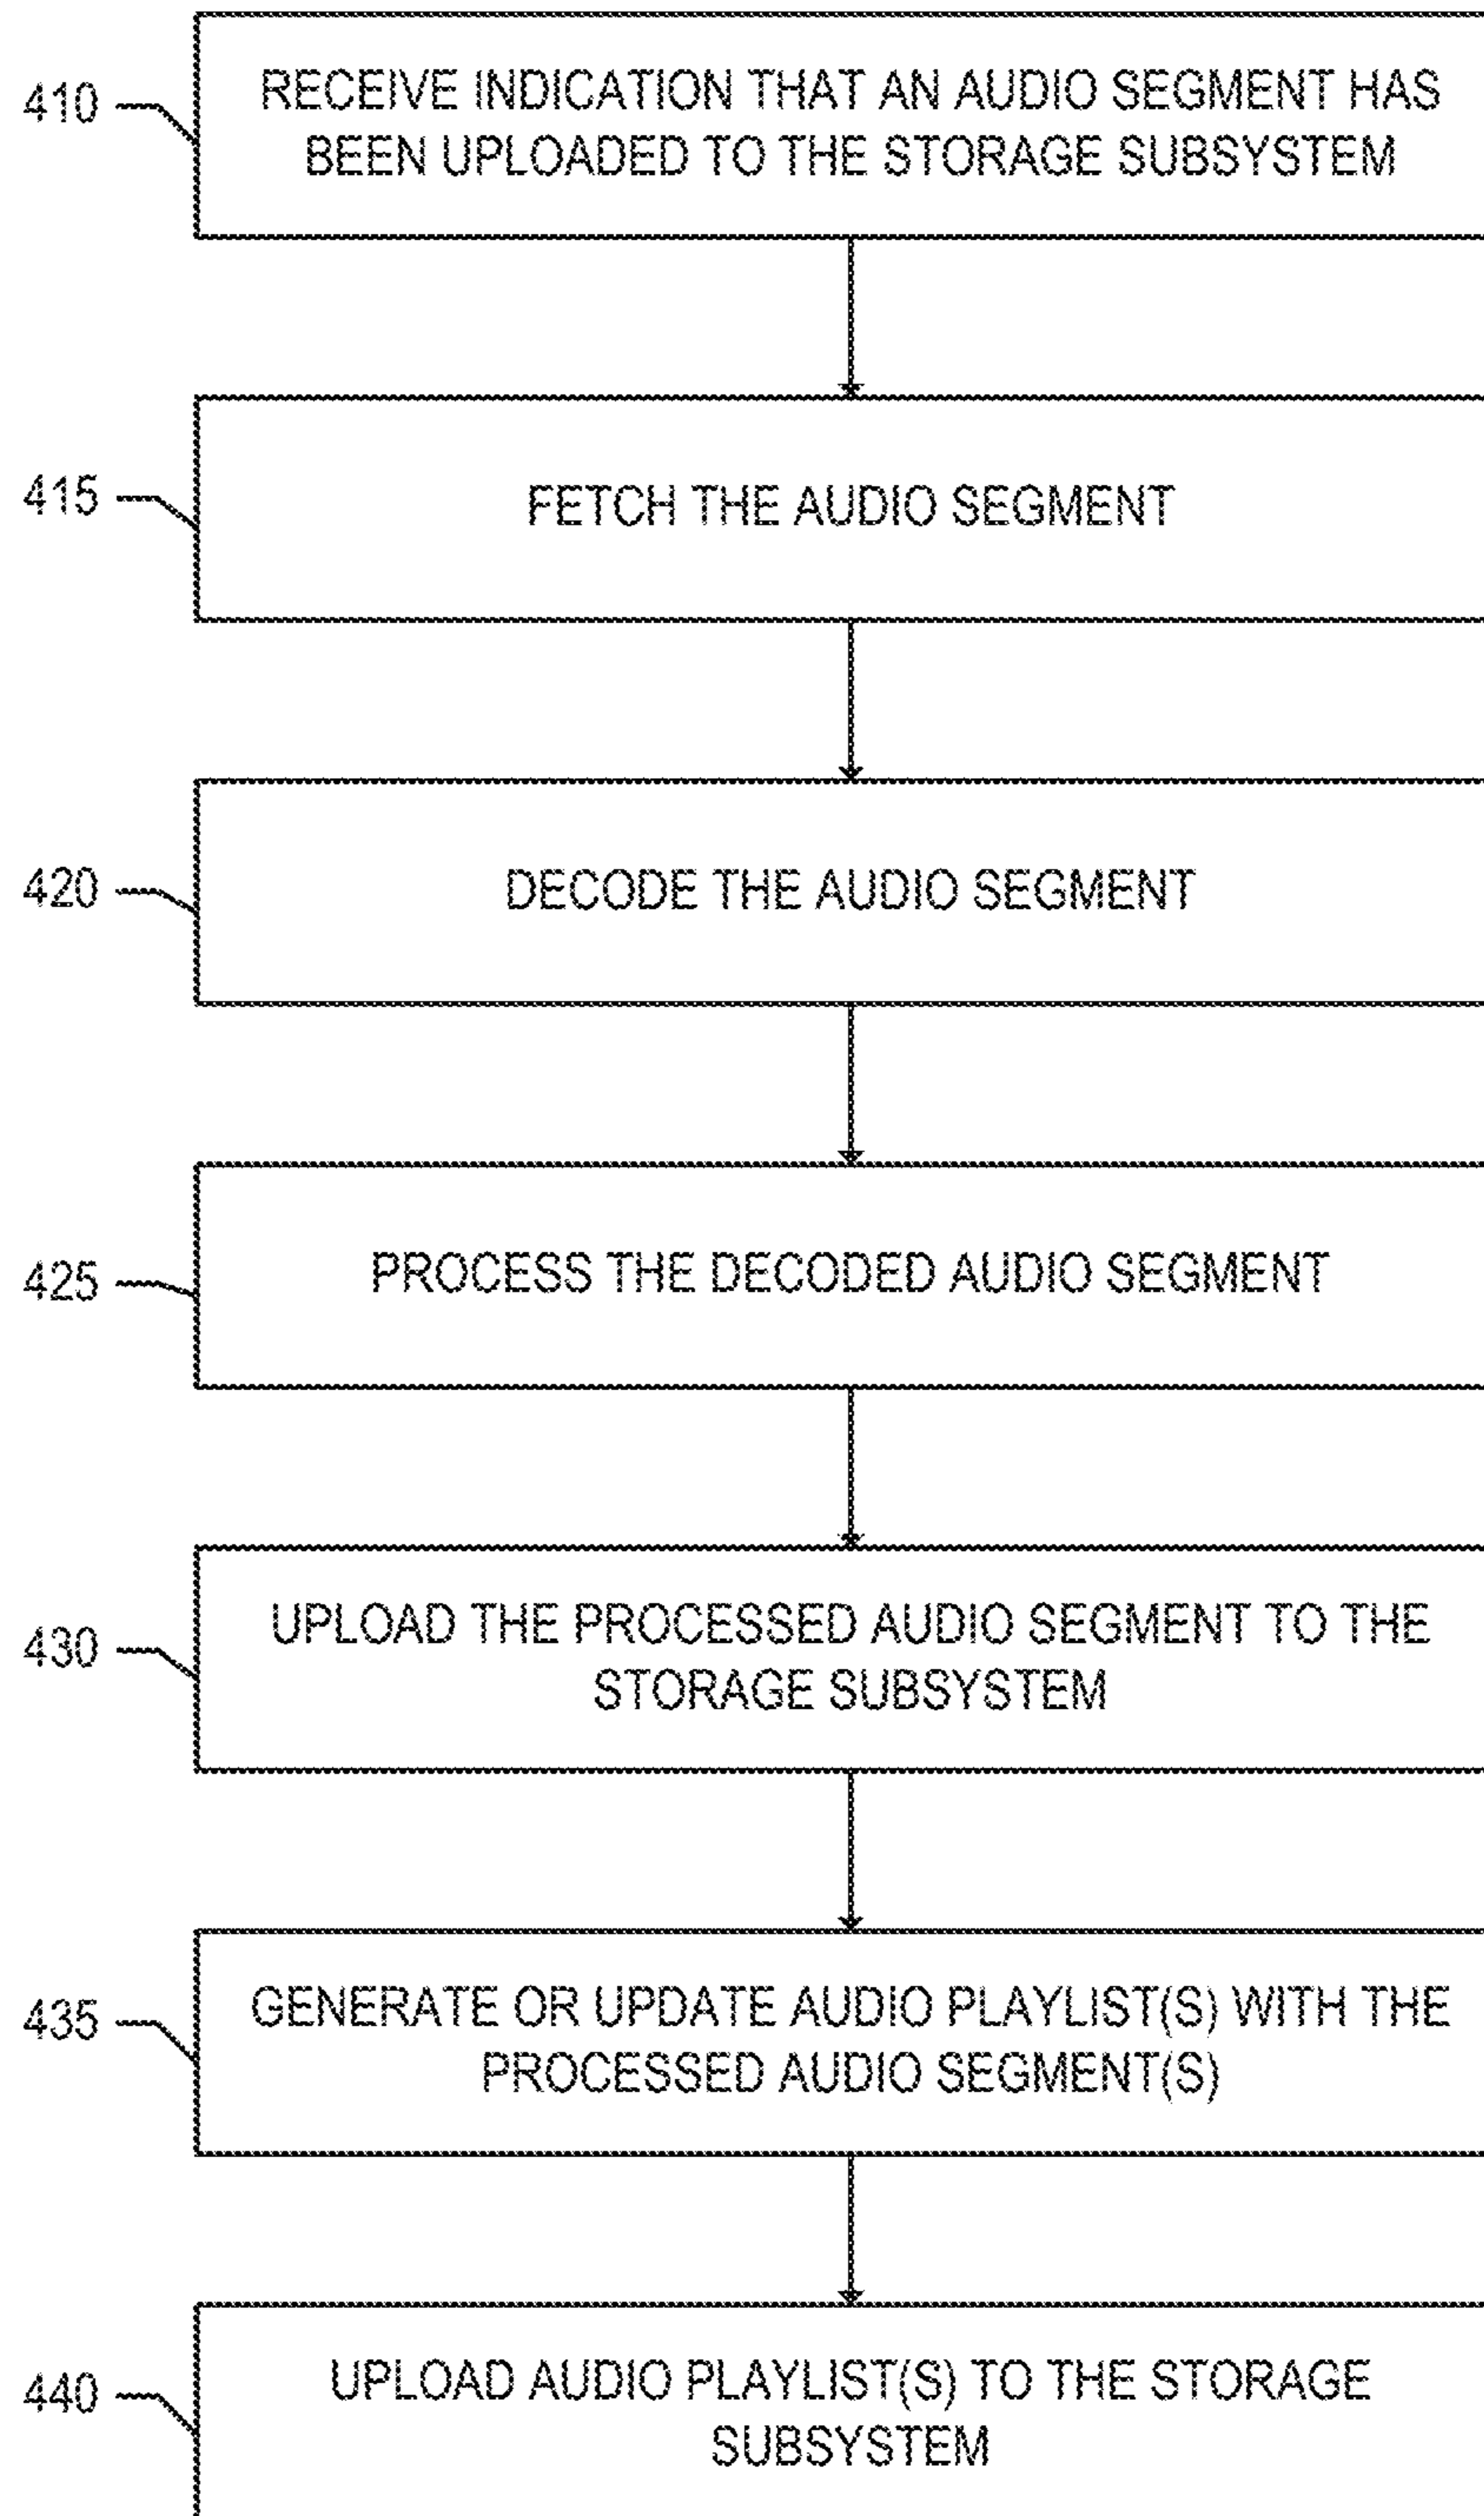 410
RECEIVE INDICATION THAT AN AUDIO SEGMENT HAS
BEEN UPLOADED TO THE STORAGE SUBSYSTEM
415
FETCH THE AUDIO SEGMENT
420
DECODE THE AUDIO SEGMENT
425
PROCESS THE DECODED AUDIO SEGMENT
430
UPLOAD THE PROCESSED AUDIO SEGMENT TO THE
STORAGE SUBSYSTEM
435
GENERATE OR UPDATE AUDIO PLAYLIST(S) WITH THE
PROCESSED AUDIO SEGMENT(S)
440
UPLOAD AUDIO PLAYLIST(S) TO THE STORAGE
SUBSYSTEM